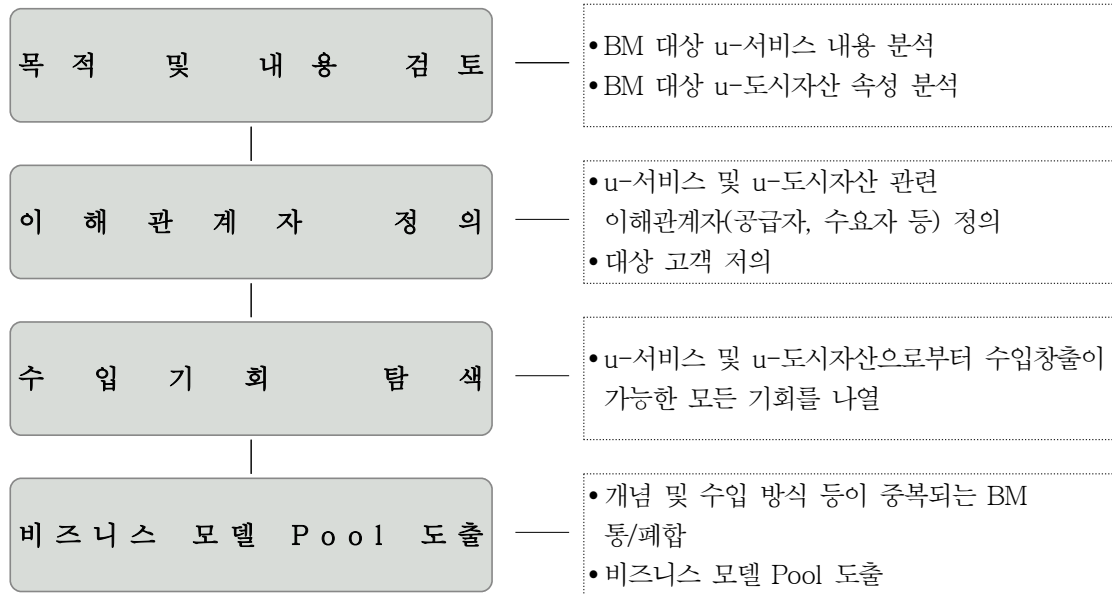 목적 및 내용 검토
• BM 대상 u-서비스 내용 분석
• BM 대상 u-도시자산 속성 분석
이해관계자 정의
• u-서비스 및 u-도시자산 관련
이해관계자(공급자, 수요자 등) 정의
• 대상 고객 저의
수입기회 탐색
• u-서비스 및 u-도시자산으로부터 수입창출이
가능한 모든 기회를 나열
비즈니스 모델 Pool 도출
• 개념 및 수입 방식 등이 중복되는 BM
통/폐합
• 비즈니스 모델 Pool 도출